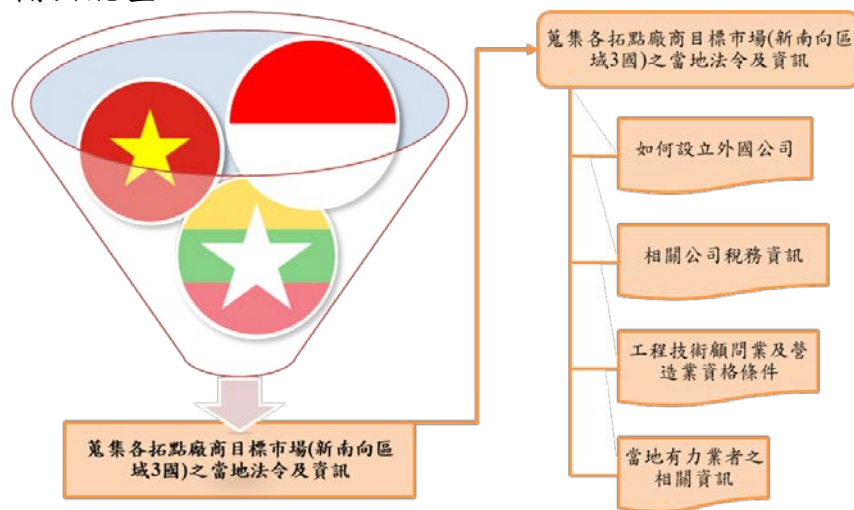 蒐集各拓點廠商目標市場(新南向區
域3國)之當地法令及資訊
蒐集各拓點廠商目標市場(新南向區
域3國)之當地法令及資訊
如何設立外國公司
相關公司稅務資訊
工程技術顧問業及營
造業資格條件
當地有力業者之
相關資訊